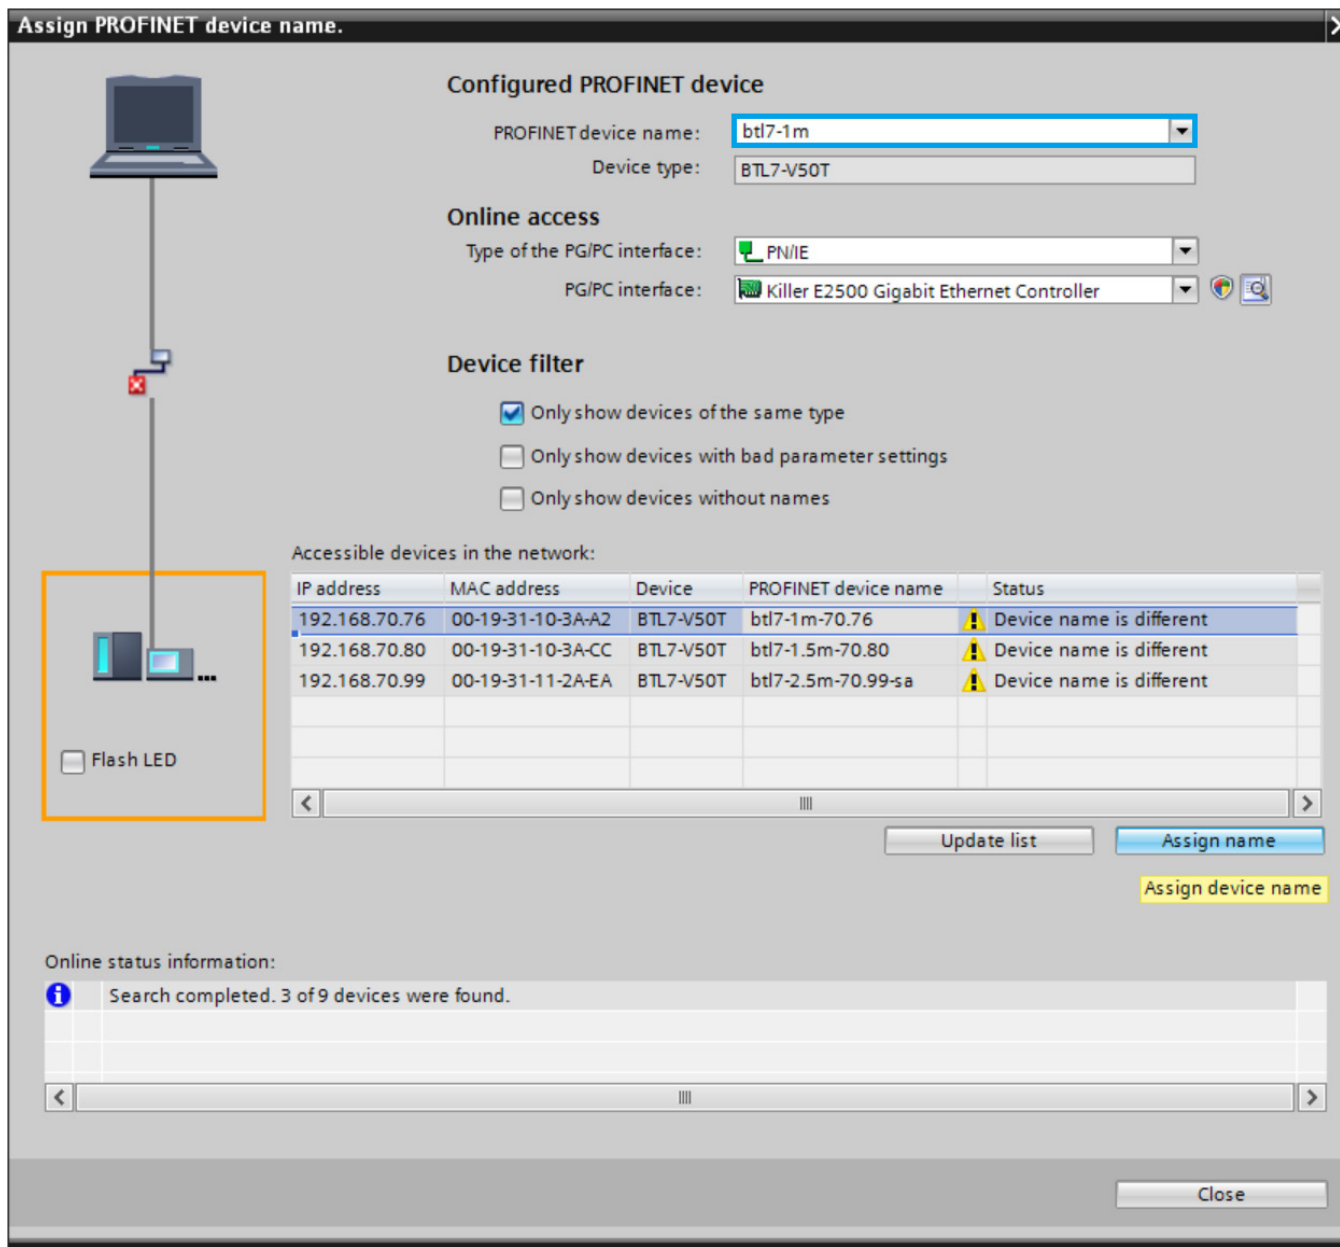 Assign PROFINET device name.
Configured PROFINET device
PROFINET device name: btl7-1m
Device type: BTL7-V50T
Online access
Type of the PG/PC interface: PN/IE
PG/PC interface: Killer E2500 Gigabit Ethernet Controller
Device filter
Only show devices of the same type
Only show devices with bad parameter settings
Only show devices without names
Accessible devices in the network:
IP address MAC address Device PROFINET device name Status
192.168.70.76 00-19-31-10-3A-A2 BTL7-V50T btl7-1m-70.76 Device name is different
192.168.70.80 00-19-31-10-3A-CC BTL7-V50T btl7-1.5m-70.80 Device name is different
192.168.70.99 00-19-31-11-2A-EA BTL7-V50T btl7-2.5m-70.99-sa Device name is different
Flash LED
Update list Assign name
Assign device name
Online status information:
Search completed. 3 of 9 devices were found.
Close